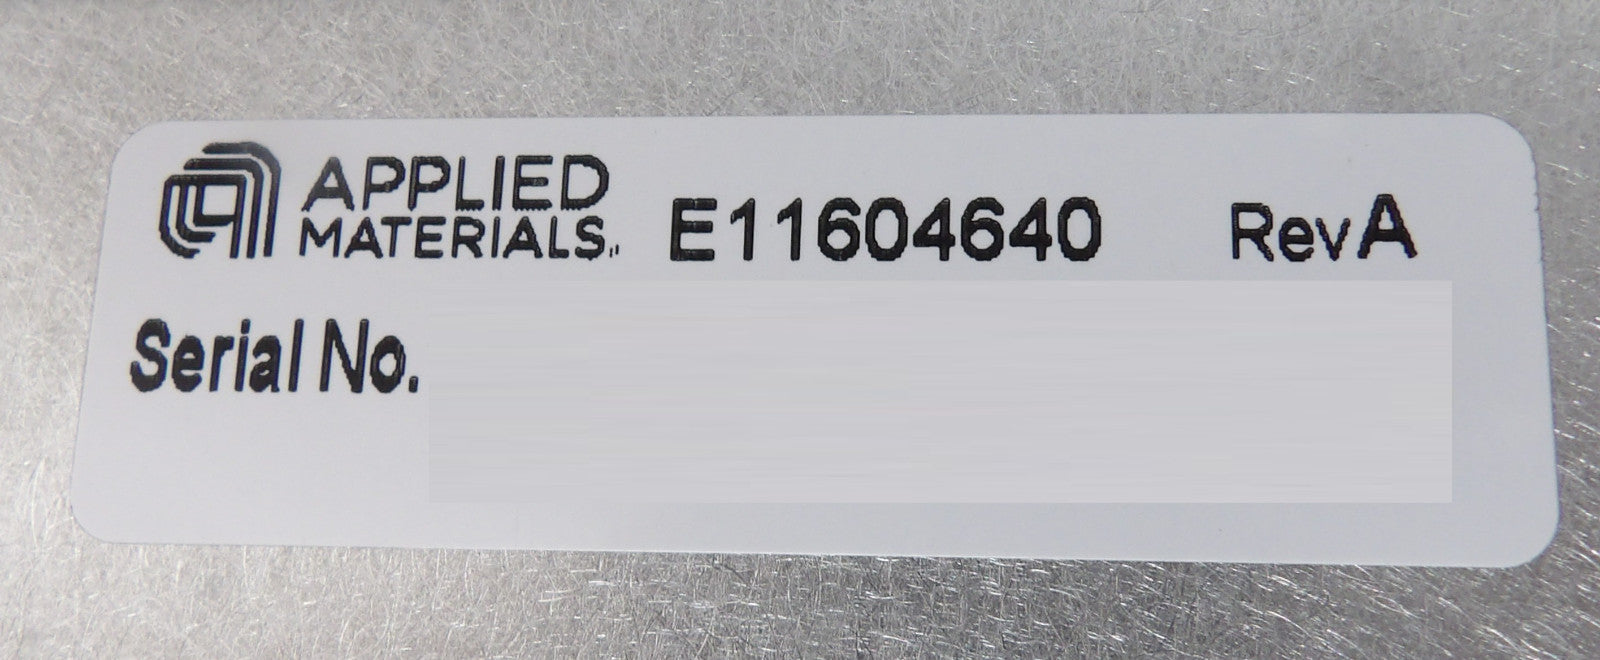 APPLIED MATERIALS E11604640 RevA
Serial No.